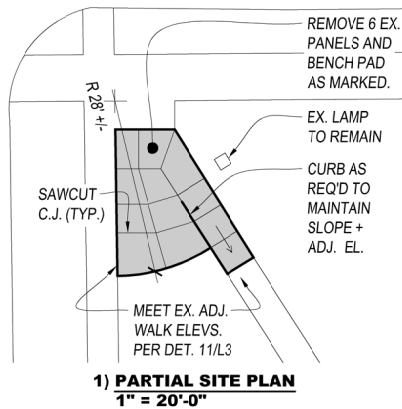 REMOVE 6 EX.
PANELS AND
BENCH PAD
AS MARKED.
R 28' +/-
EX. LAMP
TO REMAIN
CURB AS
REQ'D TO
MAINTAIN
SLOPE +
ADJ. EL.
SAWCUT
C.J. (TYP.)
MEET EX. ADJ.
WALK ELEVS.
PER DET. 11/L3
1) PARTIAL SITE PLAN
1" = 20'-0"